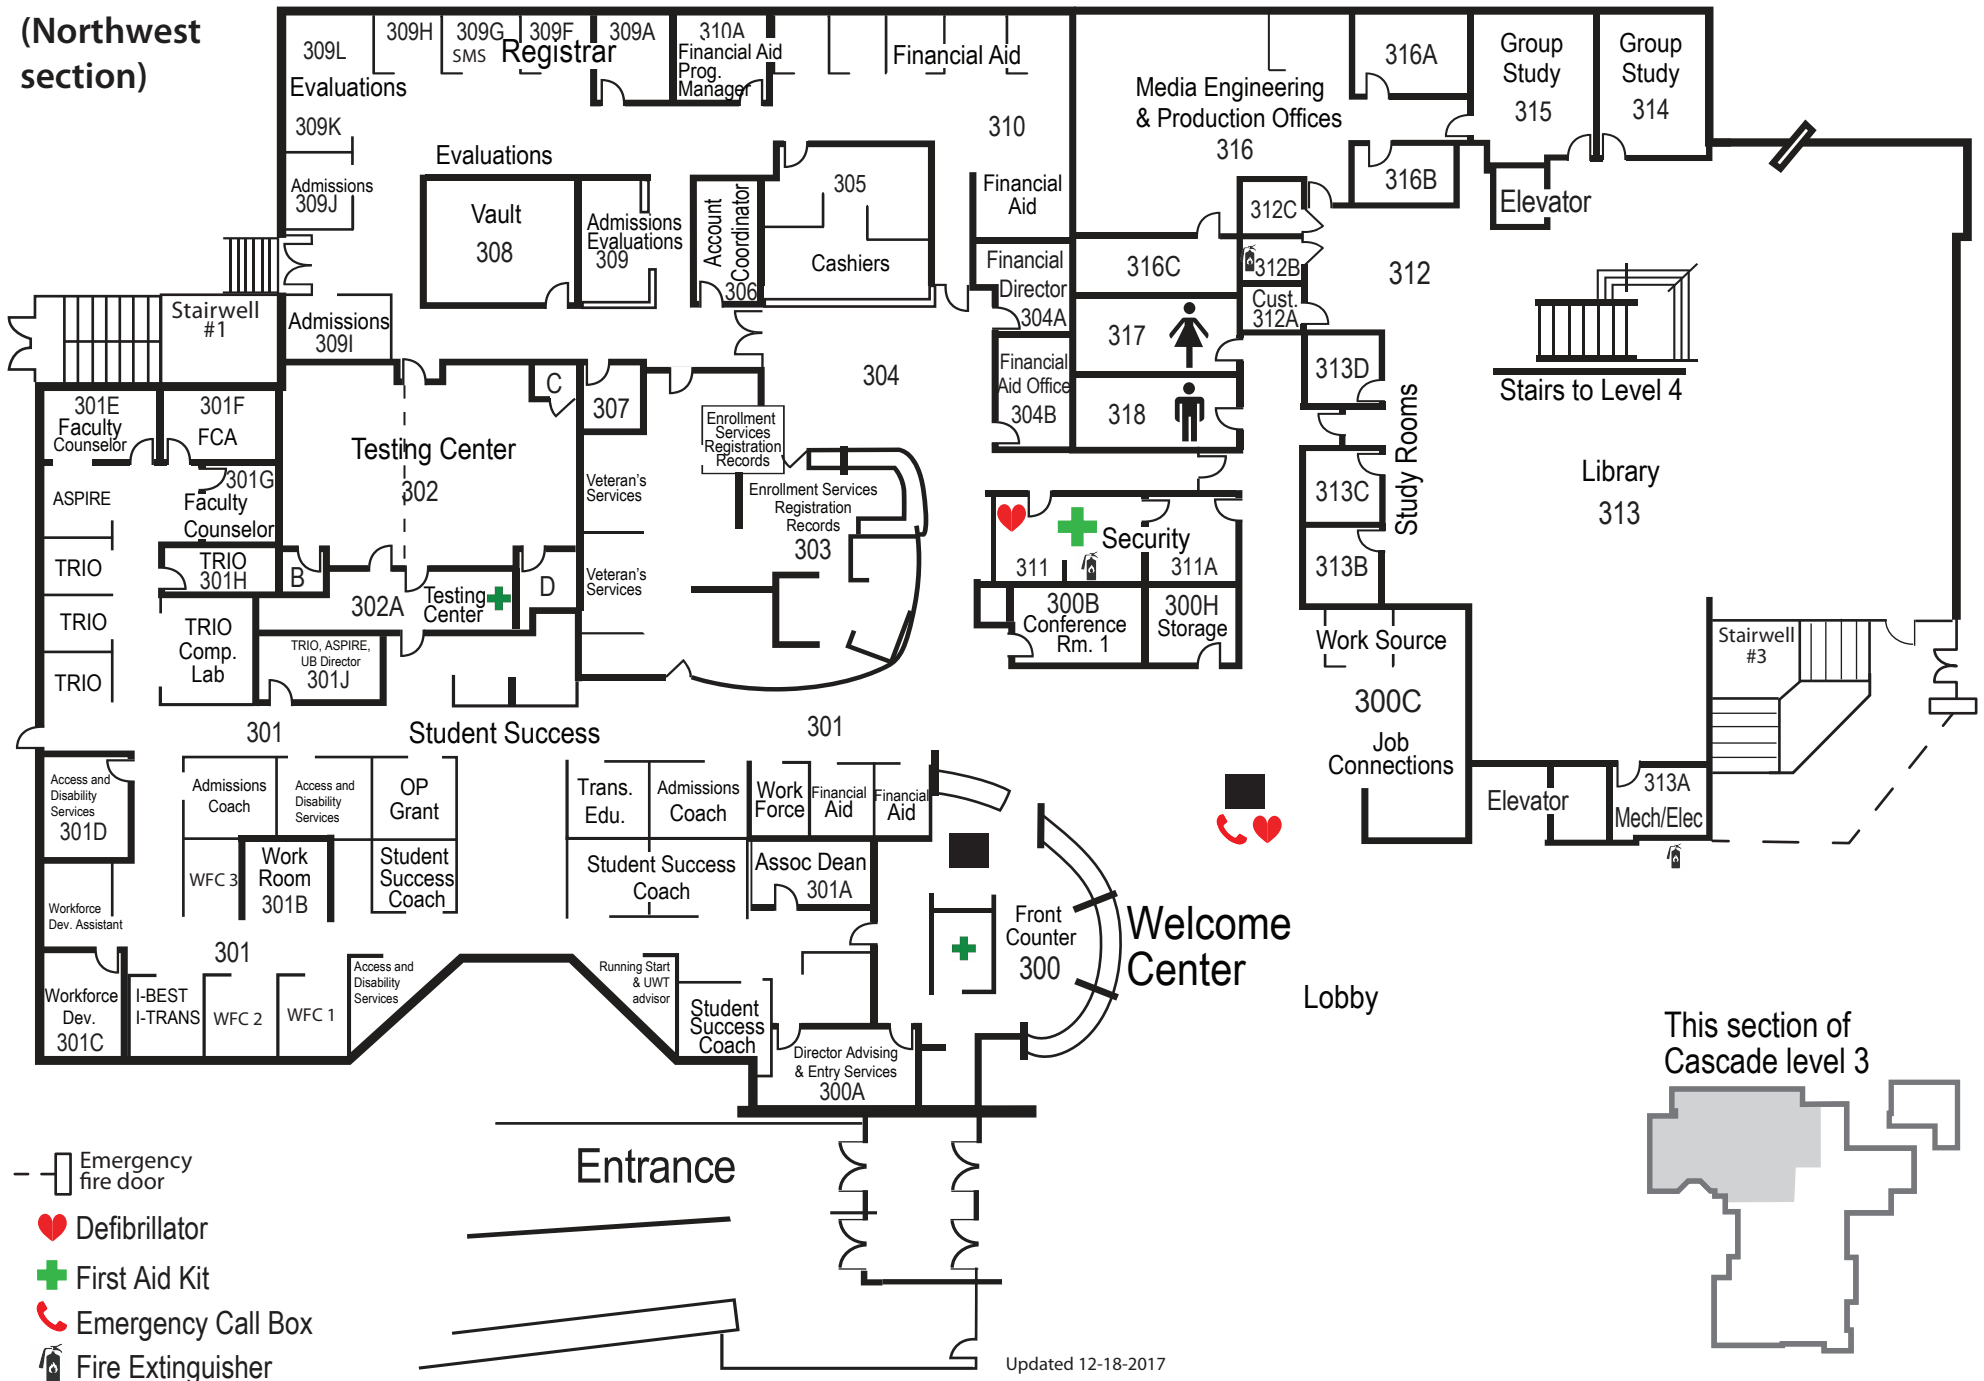 (Northwest
section)
309L
309H
309G
SMS
309F
Registrar
309A
310A
Financial Aid
Prog.
Manager
Financial Aid
310
Evaluations
309K
Evaluations
Admissions
309J
Vault
308
Admissions
Evaluations
309
Account
Coordinator
306
305
Cashiers
Financial
Aid
Financial
Director
304A
Financial
Aid Office
304B
304
Media Engineering
& Production Offices
316
316A
316B
316C
Group
Study
315
Group
Study
314
Elevator
312C
312B
Cust.
312A
312
317
318
313D
313C
313B
Study Rooms
Stairs to Level 4
Library
313
Stairwell
#1
Admissions
309I
301E
Faculty
Counselor
301F
FCA
301G
Faculty
Counselor
ASPIRE
TRIO
TRIO
TRIO
TRIO
301H
TRIO
Comp.
Lab
Testing Center
302
C
B
D
302A
Testing
Center
TRIO, ASPIRE,
UB Director
301J
307
Veteran's
Services
Veteran's
Services
Enrollment
Services
Registration
Records
Enrollment Services
Registration
Records
303
Security
311
311A
300B
Conference
Rm. 1
300H
Storage
Work Source
300C
Job
Connections
Stairwell
#3
Elevator
313A
Mech/Elec
301
Student Success
301
Access and
Disability
Services
301D
Admissions
Coach
Access and
Disability
Services
OP
Grant
WFC 3
Work
Room
301B
Student
Success
Coach
Trans.
Edu.
Admissions
Coach
Work
Force
Financial
Aid
Financial
Aid
Student Success
Coach
Assoc Dean
301A
Workforce
Dev. Assistant
301
Workforce
Dev.
301C
I-BEST
I-TRANS
WFC 2
WFC 1
Access and
Disability
Services
Running Start
& UWT
advisor
Student
Success
Coach
Director Advising
& Entry Services
300A
Front
Counter
300
Welcome
Center
Lobby
This section of
Cascade level 3
Entrance
Emergency
fire door
Defibrillator
First Aid Kit
Emergency Call Box
Fire Extinguisher
Updated 12-18-2017